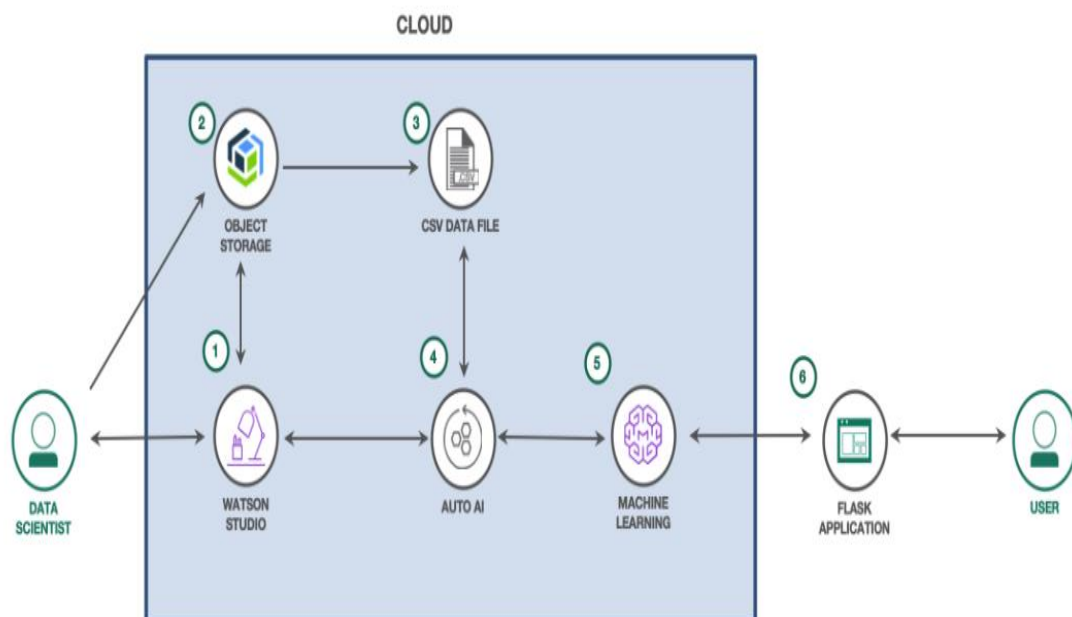 CLOUD
2
3
.CSV
OBJECT
STORAGE
CSV DATA FILE
1
4
5
6
DATA
SCIENTIST
WATSON
STUDIO
AUTO AI
MACHINE
LEARNING
FLASK
APPLICATION
USER